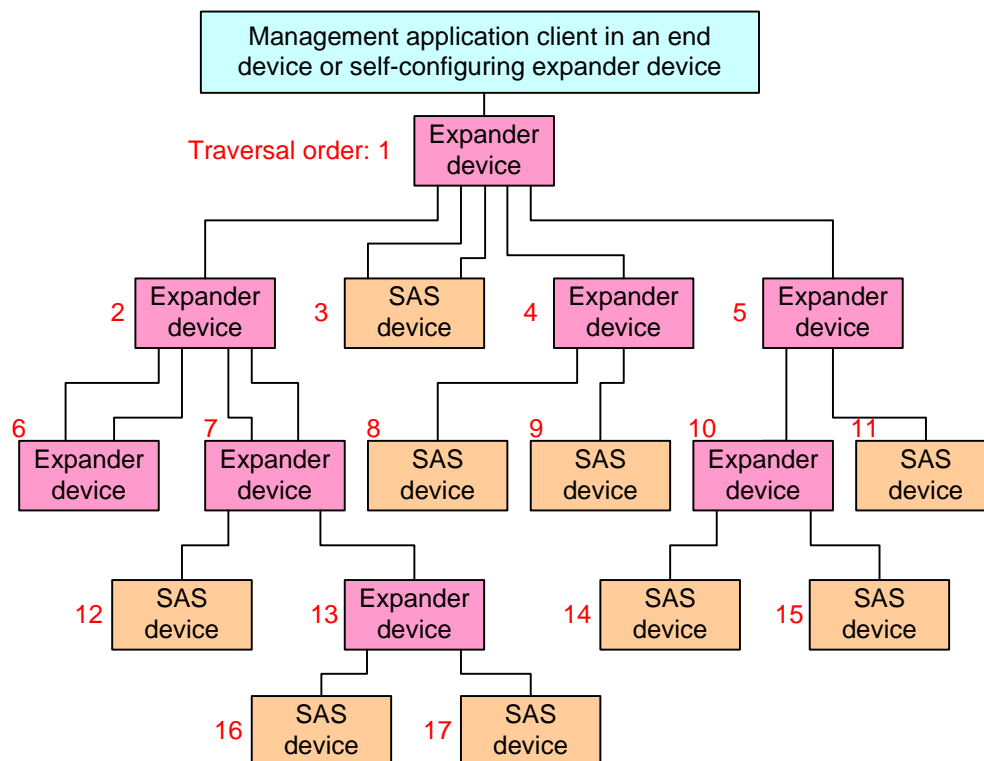 Management application client in an end
device or self-configuring expander device
Traversal order: 1
Expander
device
2
Expander
device
3
SAS
device
4
Expander
device
5
Expander
device
6
Expander
device
7
Expander
device
8
SAS
device
9
SAS
device
10
Expander
device
11
SAS
device
12
SAS
device
13
Expander
device
14
SAS
device
15
SAS
device
16
SAS
device
17
SAS
device